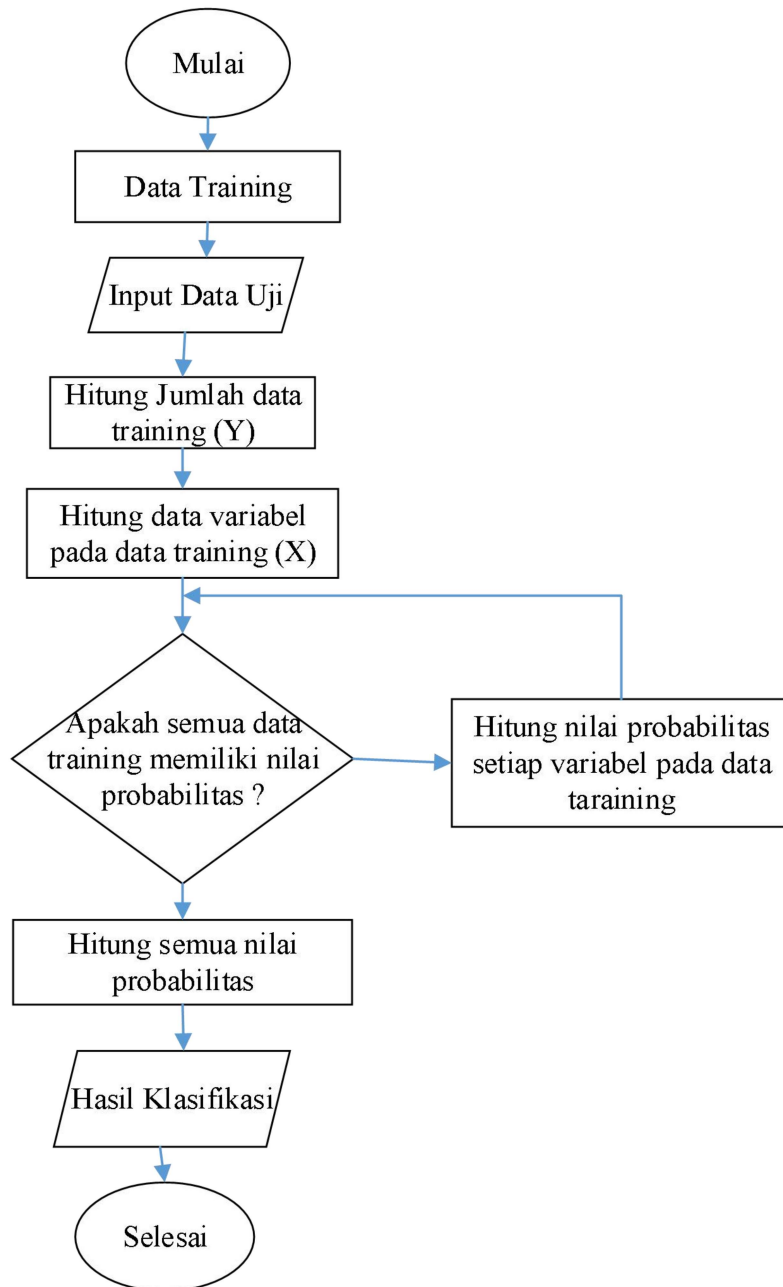 Mulai
Data Training
Input Data Uji
Hitung Jumlah data
training (Y)
Hitung data variabel
pada data training (X)
Apakah semua data
training memiliki nilai
probabilitas ?
Hitung nilai probabilitas
setiap variabel pada data
taraining
Hitung semua nilai
probabilitas
Hasil Klasifikasi
Selesai